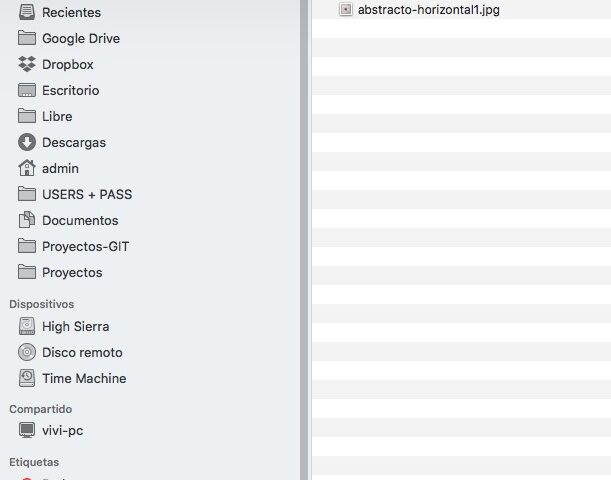 Recientes
Google Drive
Dropbox
Escritorio
Libre
Descargas
admin
USERS + PASS
Documentos
Proyectos-GIT
Proyectos
Dispositivos
High Sierra
Disco remoto
Time Machine
Compartido
vivi-pc
Etiquetas
abstracto-horizontal1.jpg